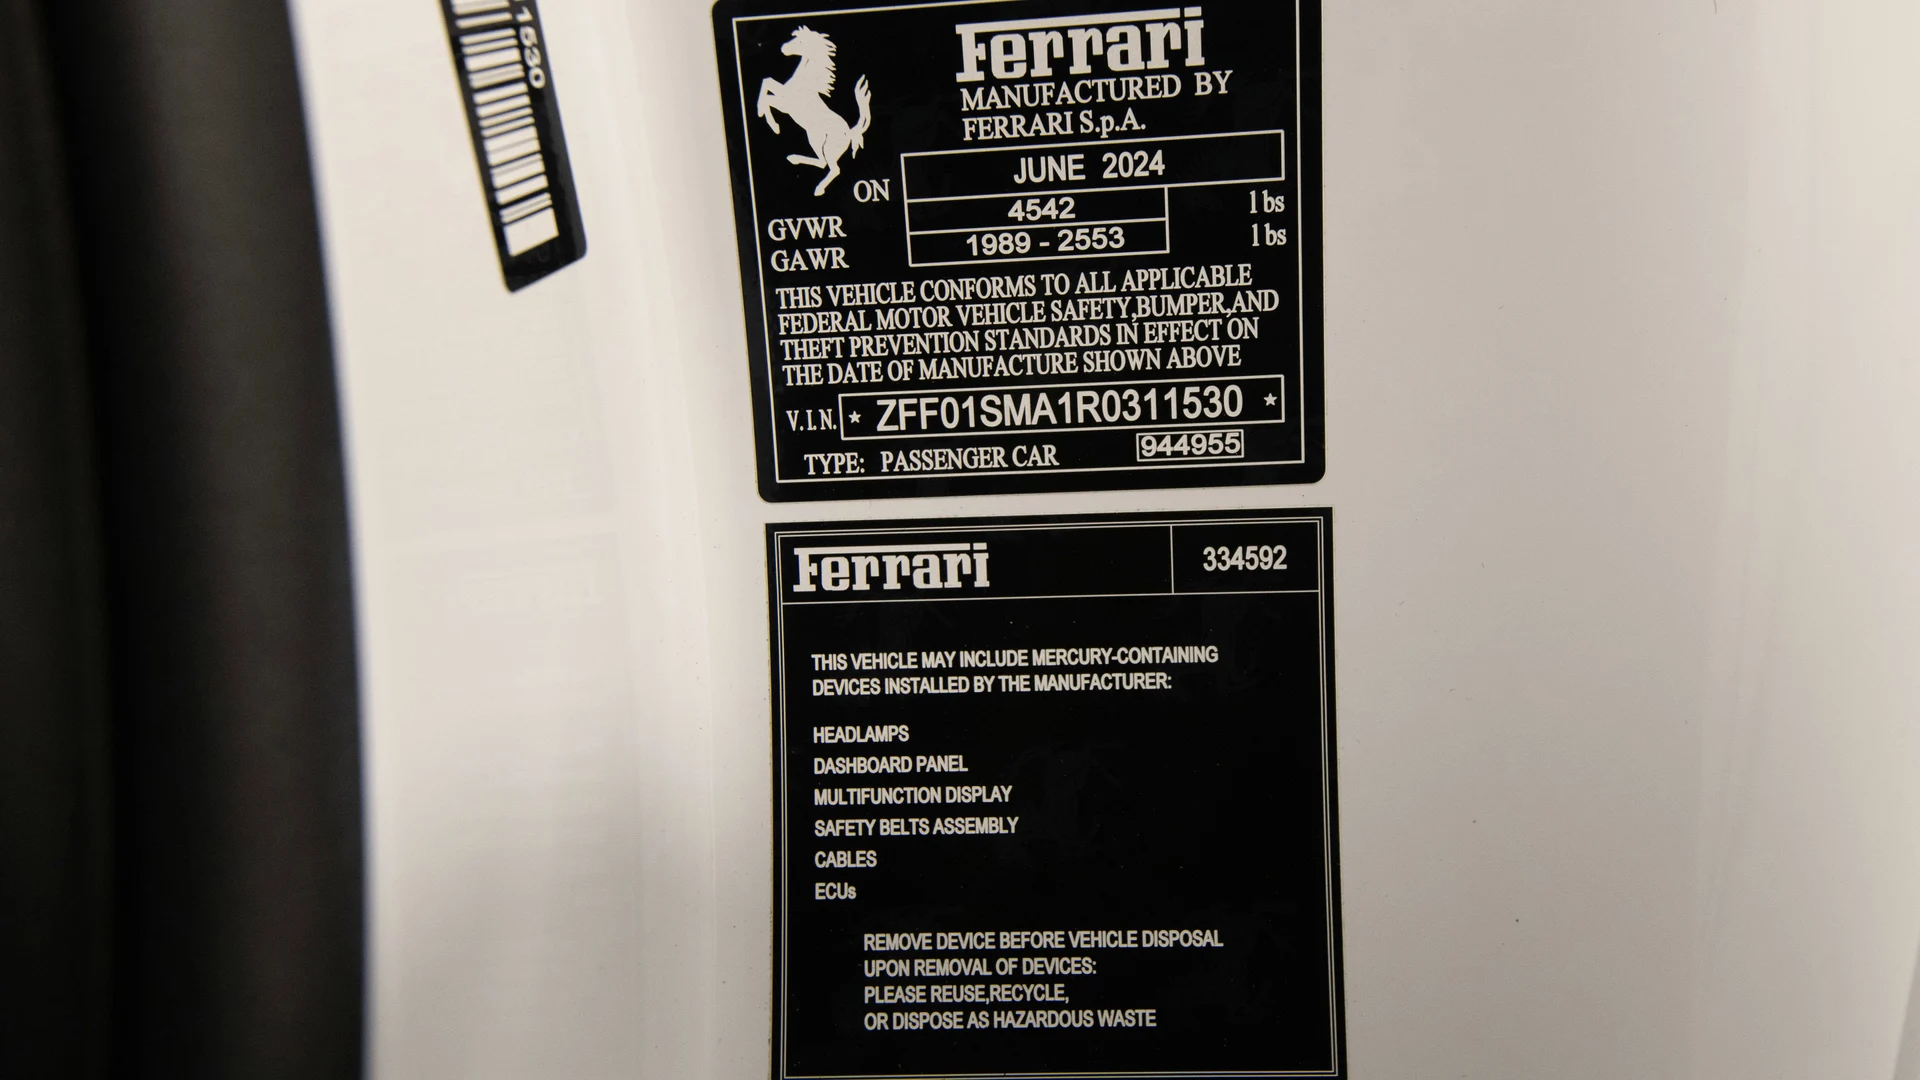 1530
Ferrari
MANUFACTURED BY
FERRARI S.p.A.
ON JUNE 2024
GVWR 4542 lbs
GAWR 1989 - 2553 lbs
THIS VEHICLE CONFORMS TO ALL APPLICABLE
FEDERAL MOTOR VEHICLE SAFETY,BUMPER,AND
THEFT PREVENTION STANDARDS IN EFFECT ON
THE DATE OF MANUFACTURE SHOWN ABOVE
V.I.N. * ZFF01SMA1R0311530 *
TYPE: PASSENGER CAR 944955
Ferrari 334592
THIS VEHICLE MAY INCLUDE MERCURY-CONTAINING
DEVICES INSTALLED BY THE MANUFACTURER:
HEADLAMPS
DASHBOARD PANEL
MULTIFUNCTION DISPLAY
SAFETY BELTS ASSEMBLY
CABLES
ECUs
REMOVE DEVICE BEFORE VEHICLE DISPOSAL
UPON REMOVAL OF DEVICES:
PLEASE REUSE,RECYCLE,
OR DISPOSE AS HAZARDOUS WASTE